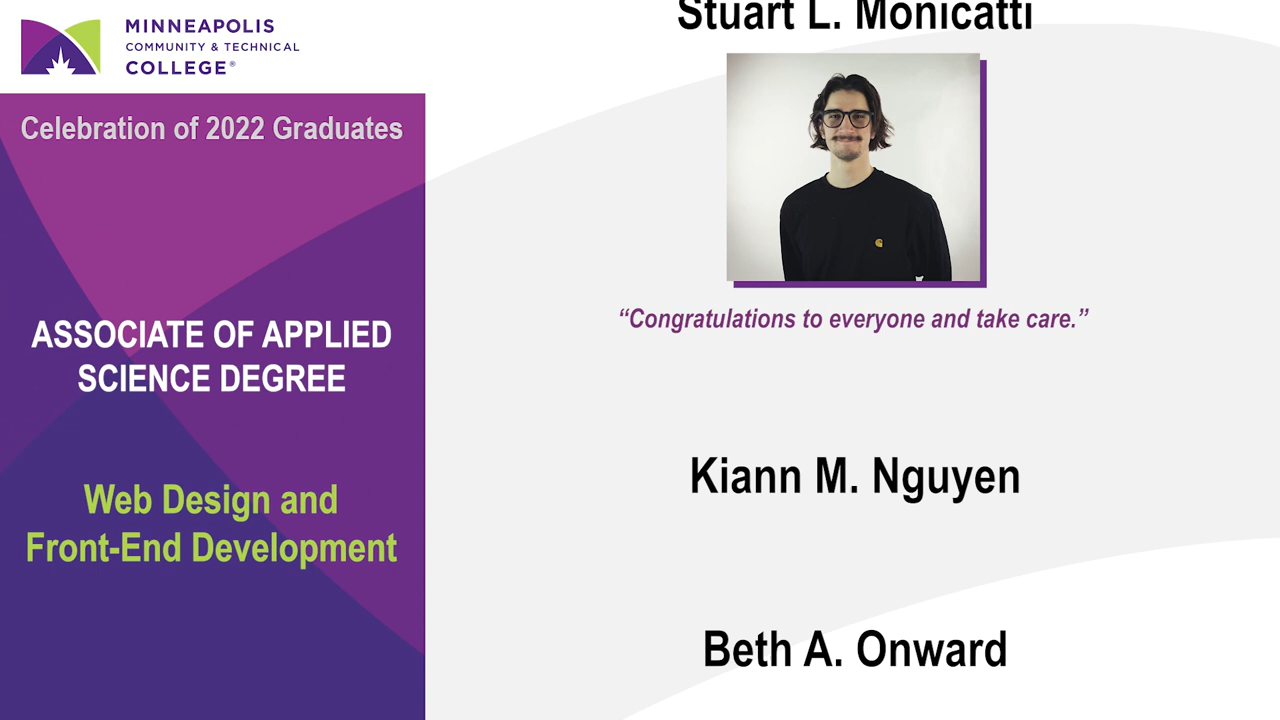 MINNEAPOLIS
COMMUNITY & TECHNICAL
COLLEGE®
Celebration of 2022 Graduates
ASSOCIATE OF APPLIED
SCIENCE DEGREE
Web Design and
Front-End Development
Stuart L. Monicatti
“Congratulations to everyone and take care.”
Kiann M. Nguyen
Beth A. Onward